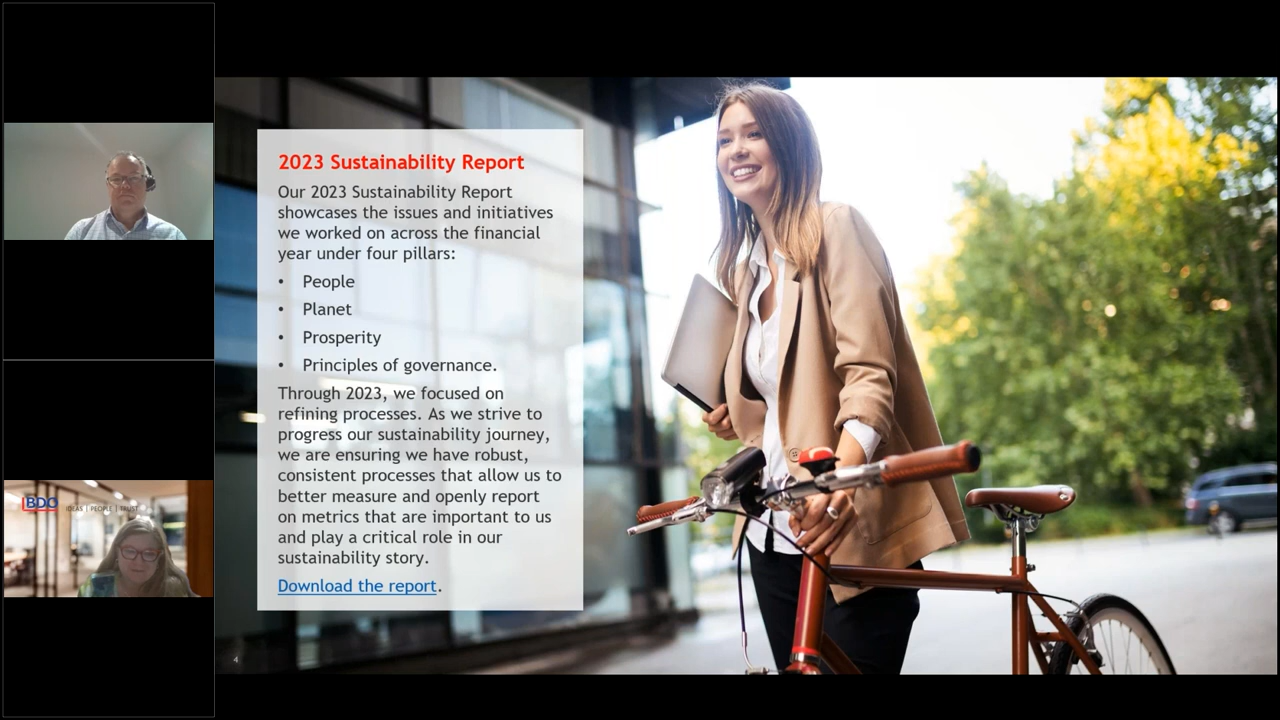 2023 Sustainability Report
Our 2023 Sustainability Report
showcases the issues and initiatives
we worked on across the financial
year under four pillars:
• People
• Planet
• Prosperity
• Principles of governance.
Through 2023, we focused on
refining processes. As we strive to
progress our sustainability journey,
we are ensuring we have robust,
consistent processes that allow us to
better measure and openly report
on metrics that are important to us
and play a critical role in our
sustainability story.
Download the report.
4
BDO IDEAS | PEOPLE | TRUST